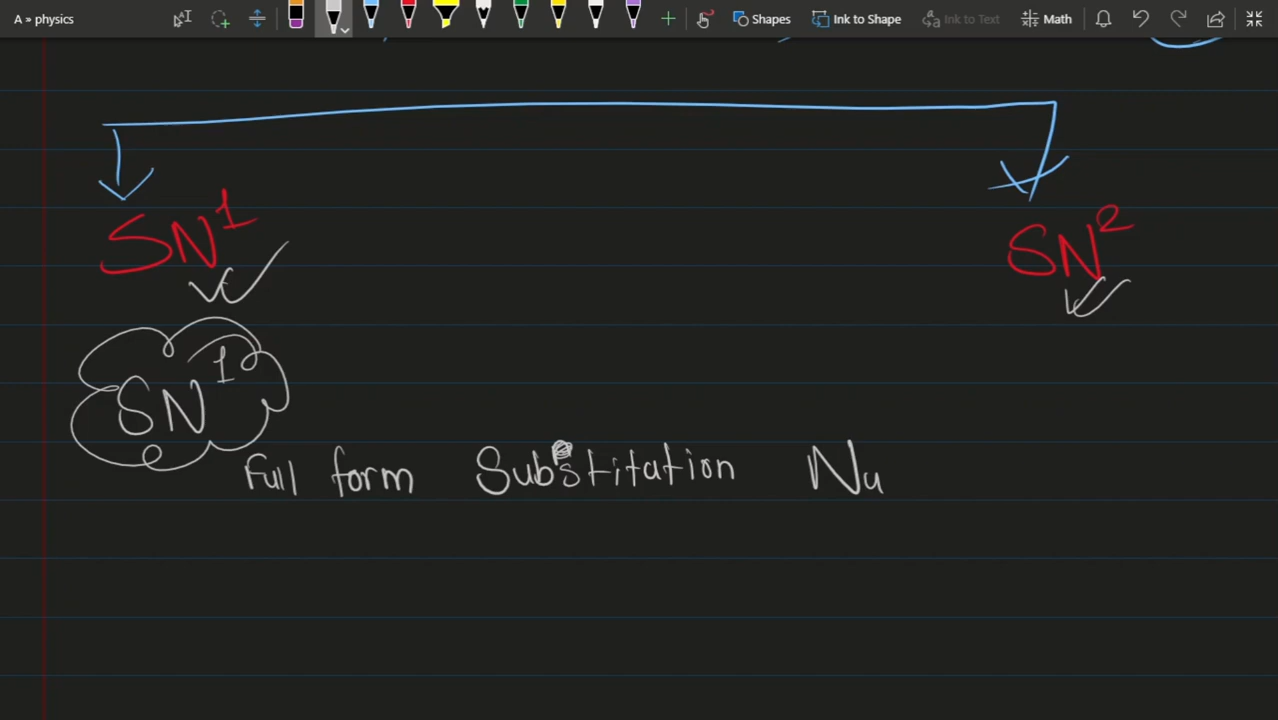 A » physics
Shapes Ink to Shape Ink to Text Math
SN¹ SN²
SN¹
Full form Substitation Nu